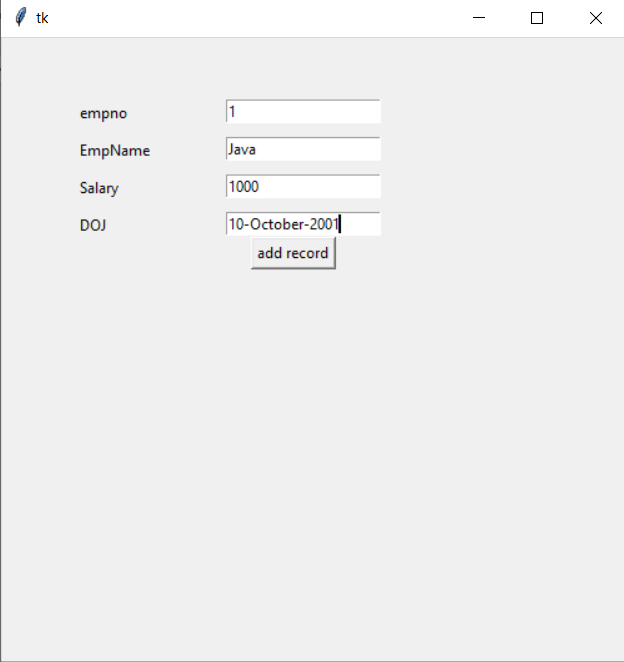 tk
empno 1
EmpName Java
Salary 1000
DOJ 10-October-2001
add record